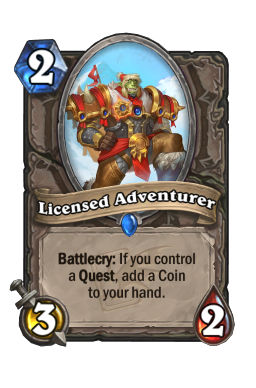 2
Licensed Adventurer
Battlecry: If you control
a Quest, add a Coin
to your hand.
3
2